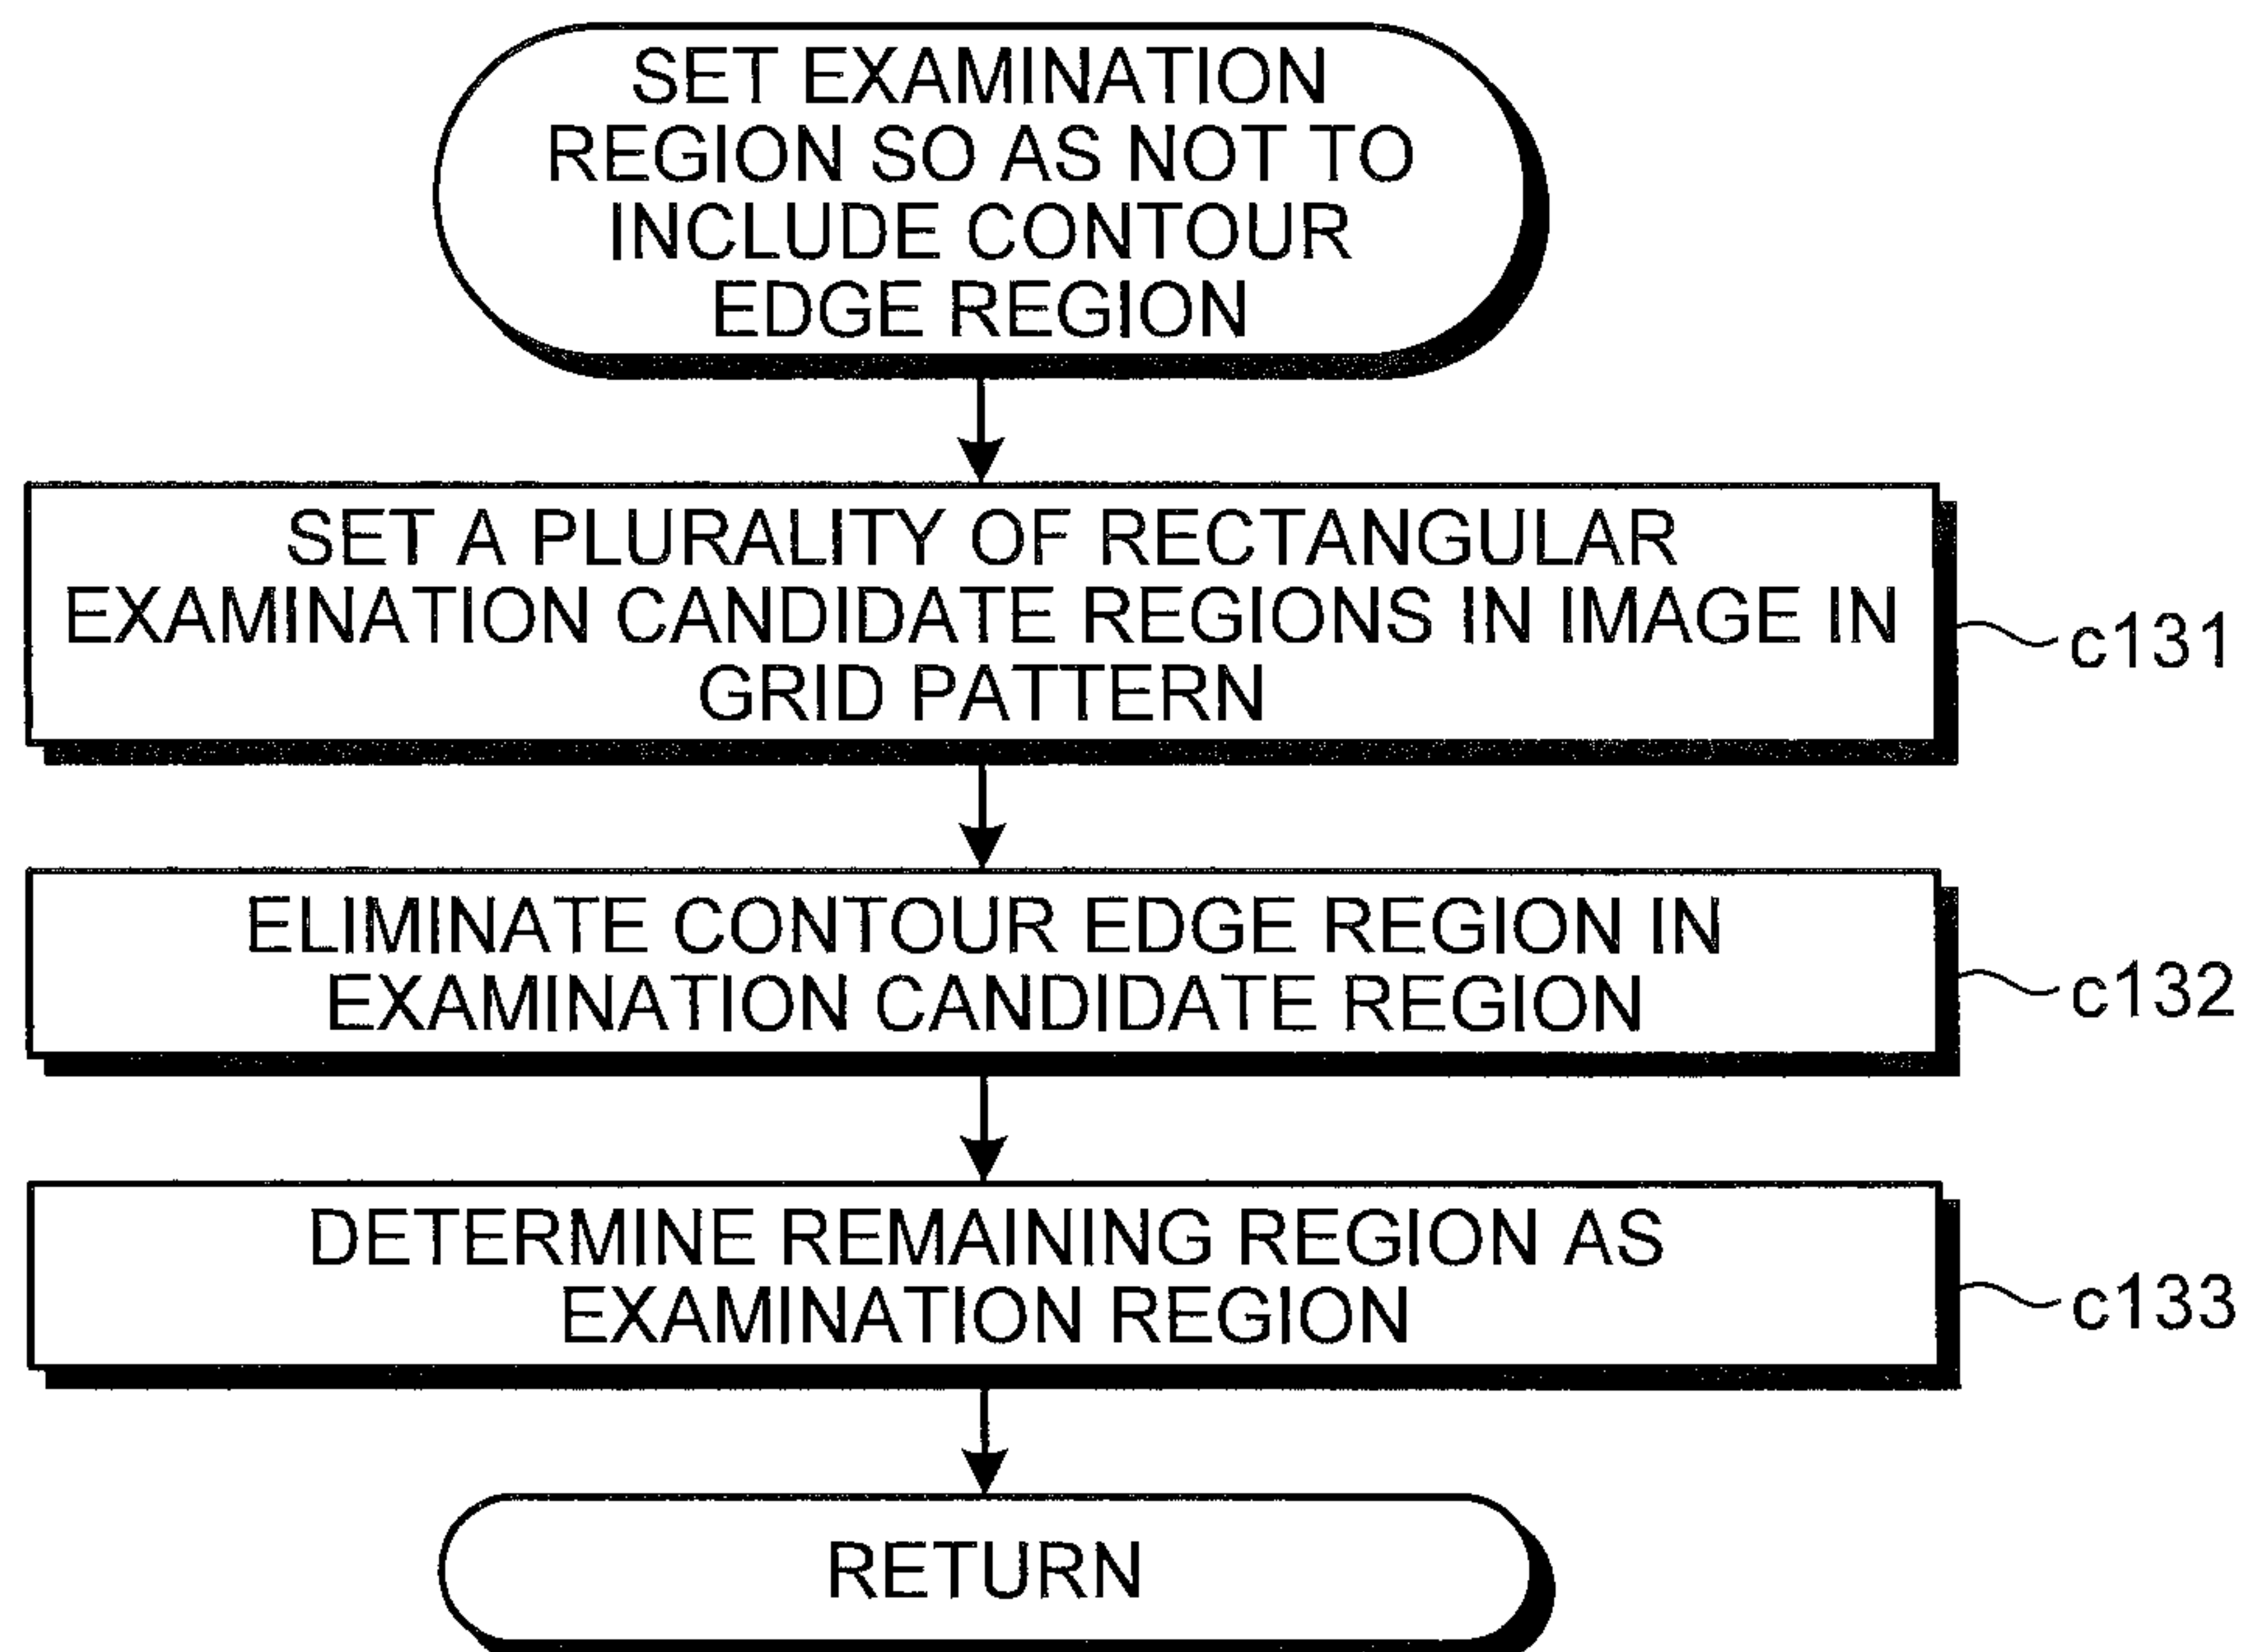 SET EXAMINATION
REGION SO AS NOT TO
INCLUDE CONTOUR
EDGE REGION
SET A PLURALITY OF RECTANGULAR
EXAMINATION CANDIDATE REGIONS IN IMAGE IN
GRID PATTERN
c131
ELIMINATE CONTOUR EDGE REGION IN
EXAMINATION CANDIDATE REGION
c132
DETERMINE REMAINING REGION AS
EXAMINATION REGION
c133
RETURN